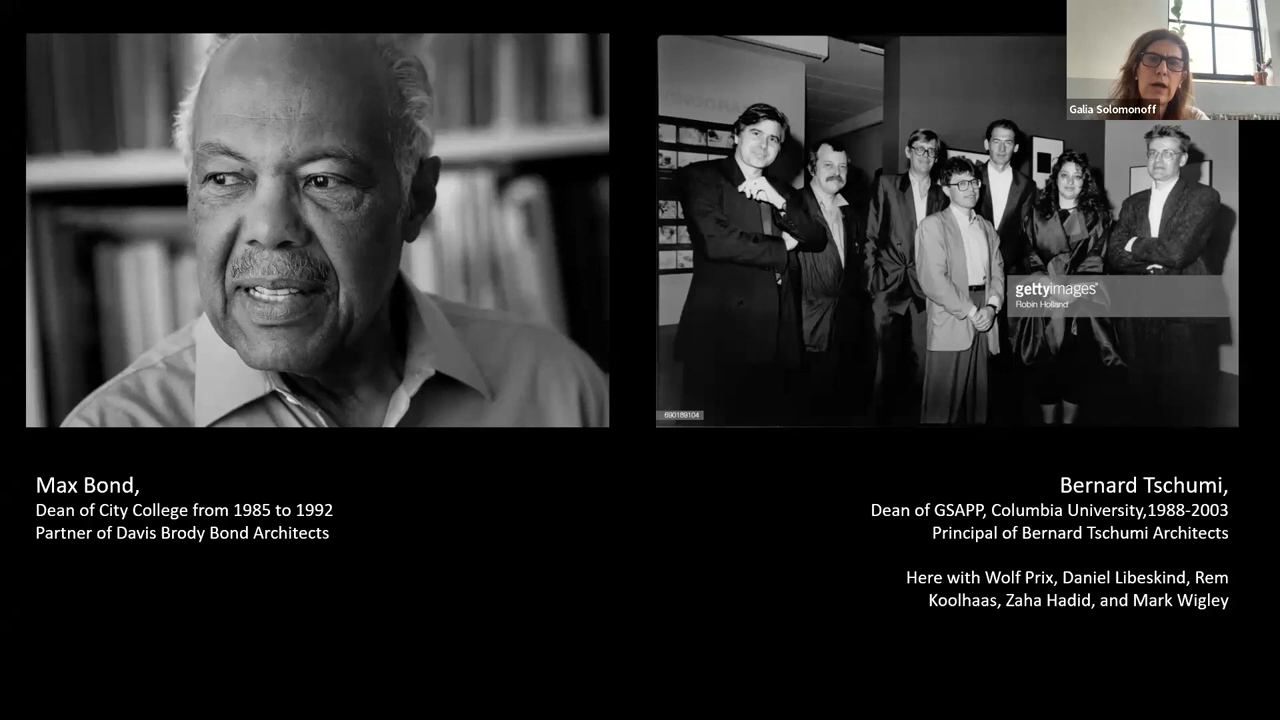 Galia Solomonoff
gettyimages®
Robin Holland
690189104
Max Bond,
Dean of City College from 1985 to 1992
Partner of Davis Brody Bond Architects
Bernard Tschumi,
Dean of GSAPP, Columbia University,1988-2003
Principal of Bernard Tschumi Architects
Here with Wolf Prix, Daniel Libeskind, Rem
Koolhaas, Zaha Hadid, and Mark Wigley